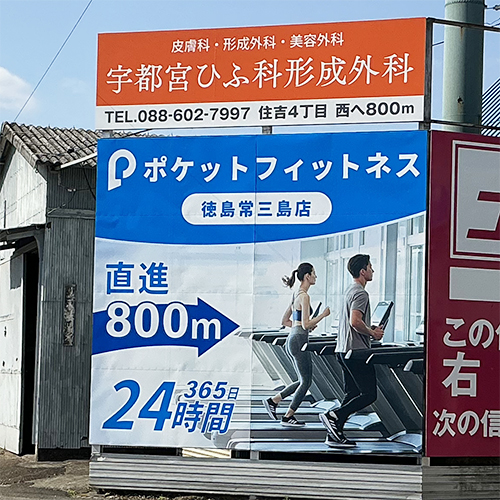 皮膚科・形成外科・美容外科
宇都宮ひふ科形成外科
TEL.088-602-7997 住吉4丁目 西へ800m
ポケットフィットネス
徳島常三島店
直進
800m
24時間
365日
この
右
次の信